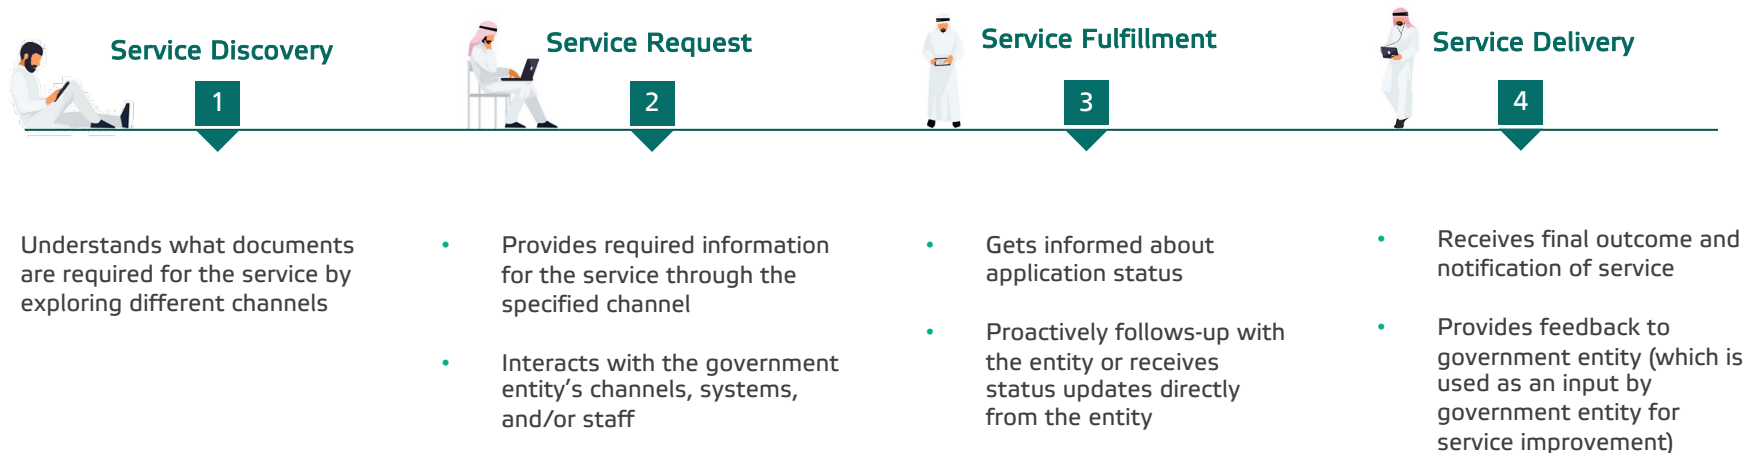 Service Discovery
1
Understands what documents
are required for the service by
exploring different channels
Service Request
2
• Provides required information
for the service through the
specified channel
• Interacts with the government
entity’s channels, systems,
and/or staff
Service Fulfillment
3
• Gets informed about
application status
• Proactively follows-up with
the entity or receives
status updates directly
from the entity
Service Delivery
4
• Receives final outcome and
notification of service
• Provides feedback to
government entity (which is
used as an input by
government entity for
service improvement)